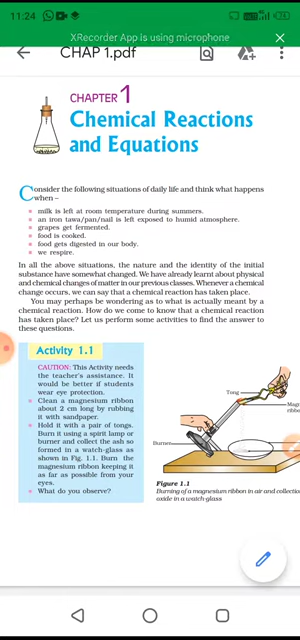 11:24
XRecorder App is using microphone
CHAP 1.pdf
CHAPTER 1
Chemical Reactions
and Equations
Consider the following situations of daily life and think what happens
when –
milk is left at room temperature during summers.
an iron tawa/pan/nail is left exposed to humid atmosphere.
grapes get fermented.
food is cooked.
food gets digested in our body.
we respire.
In all the above situations, the nature and the identity of the initial
substance have somewhat changed. We have already learnt about physical
and chemical changes of matter in our previous classes. Whenever a chemical
change occurs, we can say that a chemical reaction has taken place.
You may perhaps be wondering as to what is actually meant by a
chemical reaction. How do we come to know that a chemical reaction
has taken place? Let us perform some activities to find the answer to
these questions.
Activity 1.1
CAUTION: This Activity needs
the teacher's assistance. It
would be better if students
wear eye protection.
Clean a magnesium ribbon
about 2 cm long by rubbing
it with sandpaper.
Hold it with a pair of tongs.
Burn it using a spirit lamp or
burner and collect the ash so
formed in a watch-glass as
shown in Fig. 1.1. Burn the
magnesium ribbon keeping it
as far as possible from your
eyes.
What do you observe?
Tong
Mag
ribbo
Burner
Figure 1.1
Burning of a magnesium ribbon in air and collectio
oxide in a watch-glass